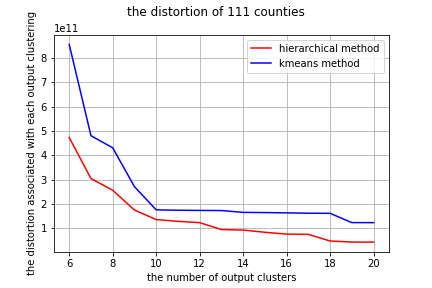 the distortion of 111 counties
1e11
hierarchical method
kmeans method
the distortion associated with each output clustering
8
7
6
5
4
3
2
1
6 8 10 12 14 16 18 20
the number of output clusters